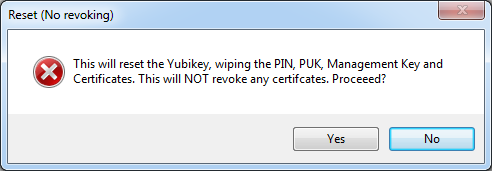 Reset (No revoking)
This will reset the Yubikey, wiping the PIN, PUK, Management Key and
Certificates. This will NOT revoke any certifcates. Proceeed?
Yes
No